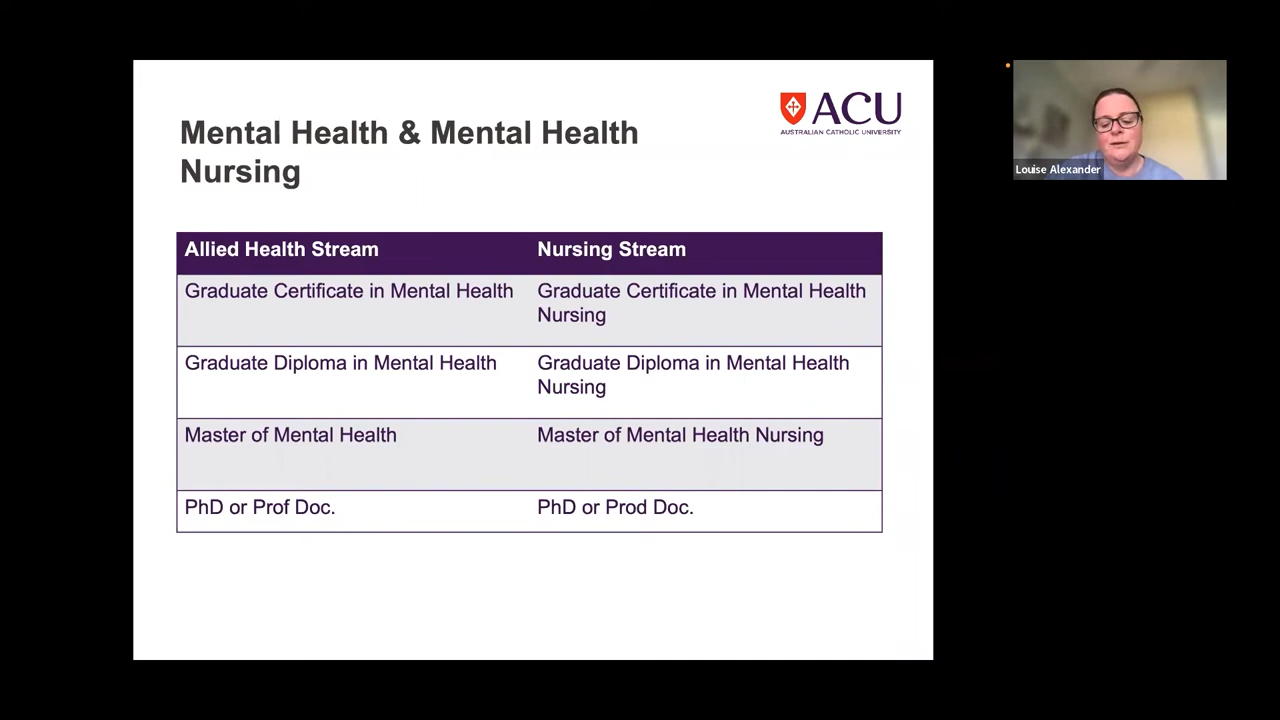 Mental Health & Mental Health
Nursing
ACU
AUSTRALIAN CATHOLIC UNIVERSITY
Louise Alexander
Allied Health Stream
Nursing Stream
Graduate Certificate in Mental Health
Graduate Certificate in Mental Health
Nursing
Graduate Diploma in Mental Health
Graduate Diploma in Mental Health
Nursing
Master of Mental Health
Master of Mental Health Nursing
PhD or Prof Doc.
PhD or Prod Doc.